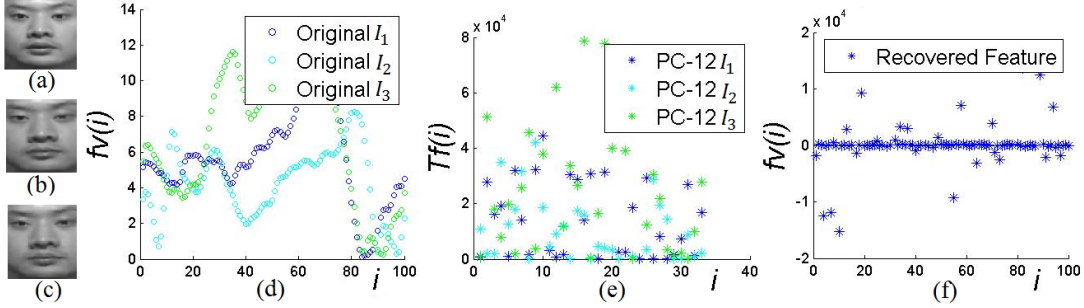 (a)
(b)
(c)
fv(i)
14
12
10
8
6
4
2
0
Original I1
Original I2
Original I3
0 20 40 60 80 100
(d)
i
Tf(i)
x 10^4
8
6
4
2
0
PC-12 I1
PC-12 I2
PC-12 I3
0 10 20 30 40
(e)
i
fv(i)
x 10^4
2
1
0
-1
-2
Recovered Feature
0 20 40 60 80 100
(f)
i